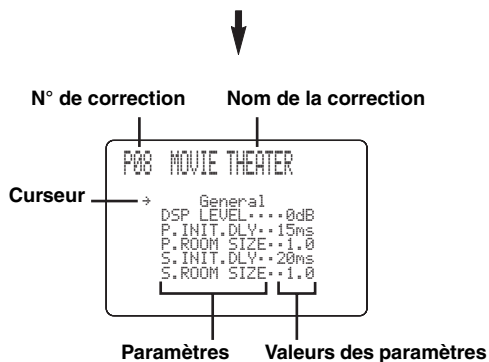 N° de correction Nom de la correction
P08 MOVIE THEATER
Curseur → General
DSP LEVEL····0dB
P.INIT.DLY··15ms
P.ROOM SIZE··1.0
S.INIT.DLY··20ms
S.ROOM SIZE··1.0
Paramètres Valeurs des paramètres